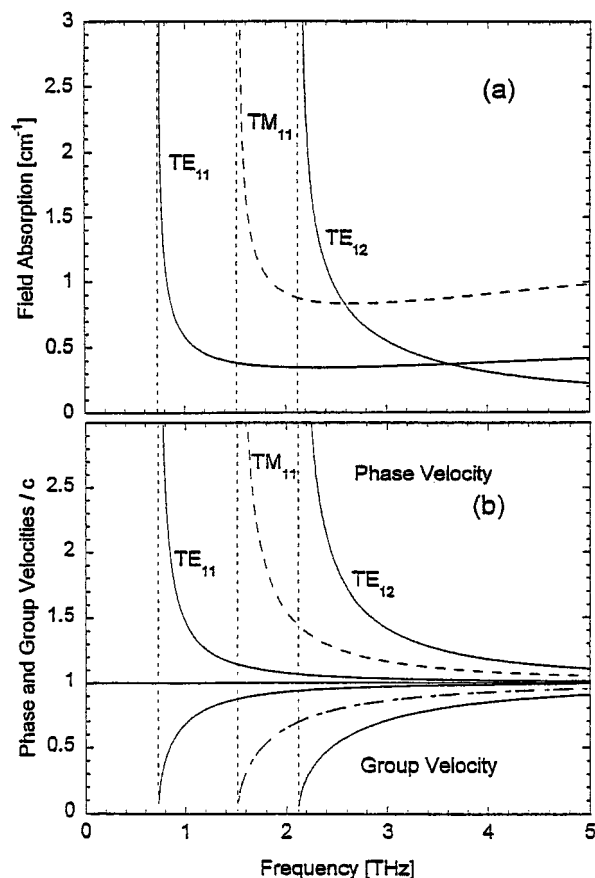 3
2.5
2
1.5
1
0.5
0
Field Absorption [cm⁻¹]
(a)
TE₁₁
TM₁₁
TE₁₂
2.5
2
1.5
1
0.5
0
Phase and Group Velocities / c
TM₁₁
Phase Velocity
(b)
TE₁₁
TE₁₂
Group Velocity
0 1 2 3 4 5
Frequency [THz]